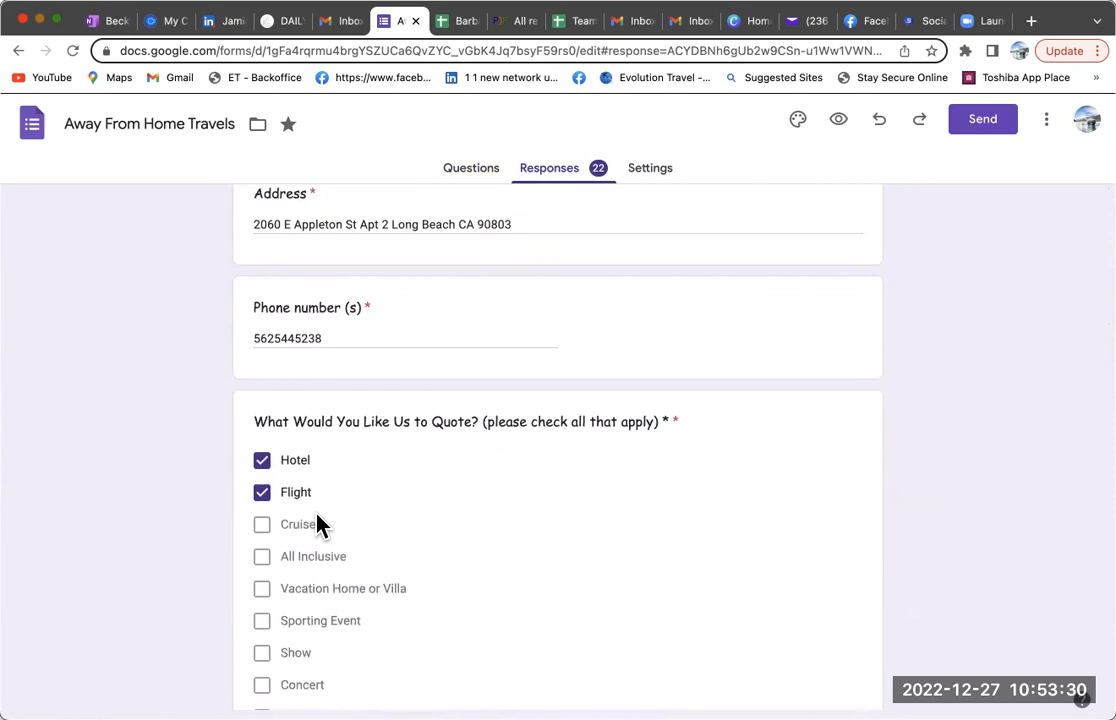 Beck
My C
Jami
DAIL
Inbo
A
Barb
All re
Team
Inbo
Inbo
Hom
(236
Face
Socia
Laun
docs.google.com/forms/d/1gFa4rqrmu4brgYSZUCa6QvZYC_vGbK4Jq7bsyF59rs0/edit#response=ACYDBNh6gUb2w9CSn-u1Ww1VWN...
Update
YouTube
Maps
Gmail
ET - Backoffice
https://www.faceb...
1 1 new network u...
Evolution Travel -...
Suggested Sites
Stay Secure Online
Toshiba App Place
»
Away From Home Travels
Send
Questions
Responses 22
Settings
Address *
2060 E Appleton St Apt 2 Long Beach CA 90803
Phone number (s) *
5625445238
What Would You Like Us to Quote? (please check all that apply) * *
Hotel
Flight
Cruise
All Inclusive
Vacation Home or Villa
Sporting Event
Show
Concert
2022-12-27 10:53:30